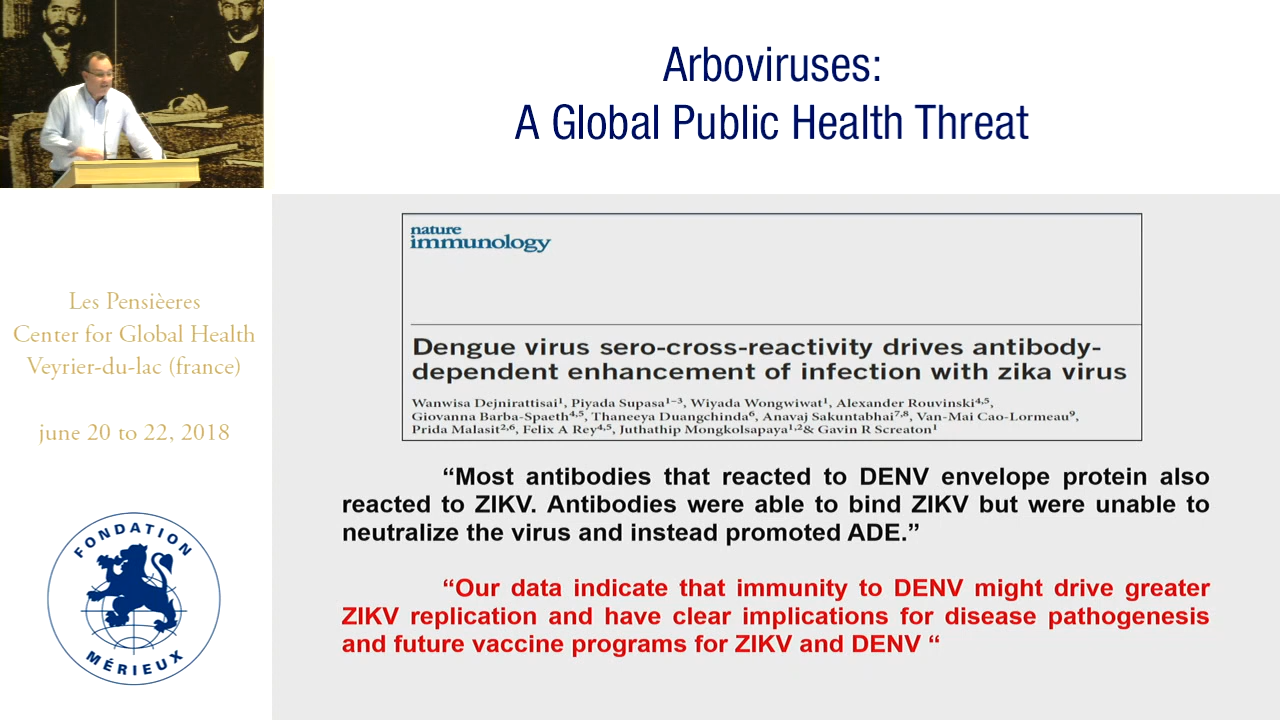 Arboviruses:
A Global Public Health Threat
Les Pensièeres
Center for Global Health
Veyrier-du-lac (france)
june 20 to 22, 2018
FONDATION
MÉRIEUX
nature
immunology
Dengue virus sero-cross-reactivity drives antibody-
dependent enhancement of infection with zika virus
Wanwisa Dejnirattisai¹, Piyada Supasa¹⁻³, Wiyada Wongwiwat¹, Alexander Rouvinski⁴,⁵,
Giovanna Barba-Spaeth⁴,⁵, Thaneeya Duangchinda⁶, Anavaj Sakuntabhai⁷,⁸, Van-Mai Cao-Lormeau⁹,
Prida Malasit²,⁶, Felix A Rey⁴,⁵, Juthathip Mongkolsapaya¹,²& Gavin R Screaton¹
“Most antibodies that reacted to DENV envelope protein also
reacted to ZIKV. Antibodies were able to bind ZIKV but were unable to
neutralize the virus and instead promoted ADE.”
“Our data indicate that immunity to DENV might drive greater
ZIKV replication and have clear implications for disease pathogenesis
and future vaccine programs for ZIKV and DENV “